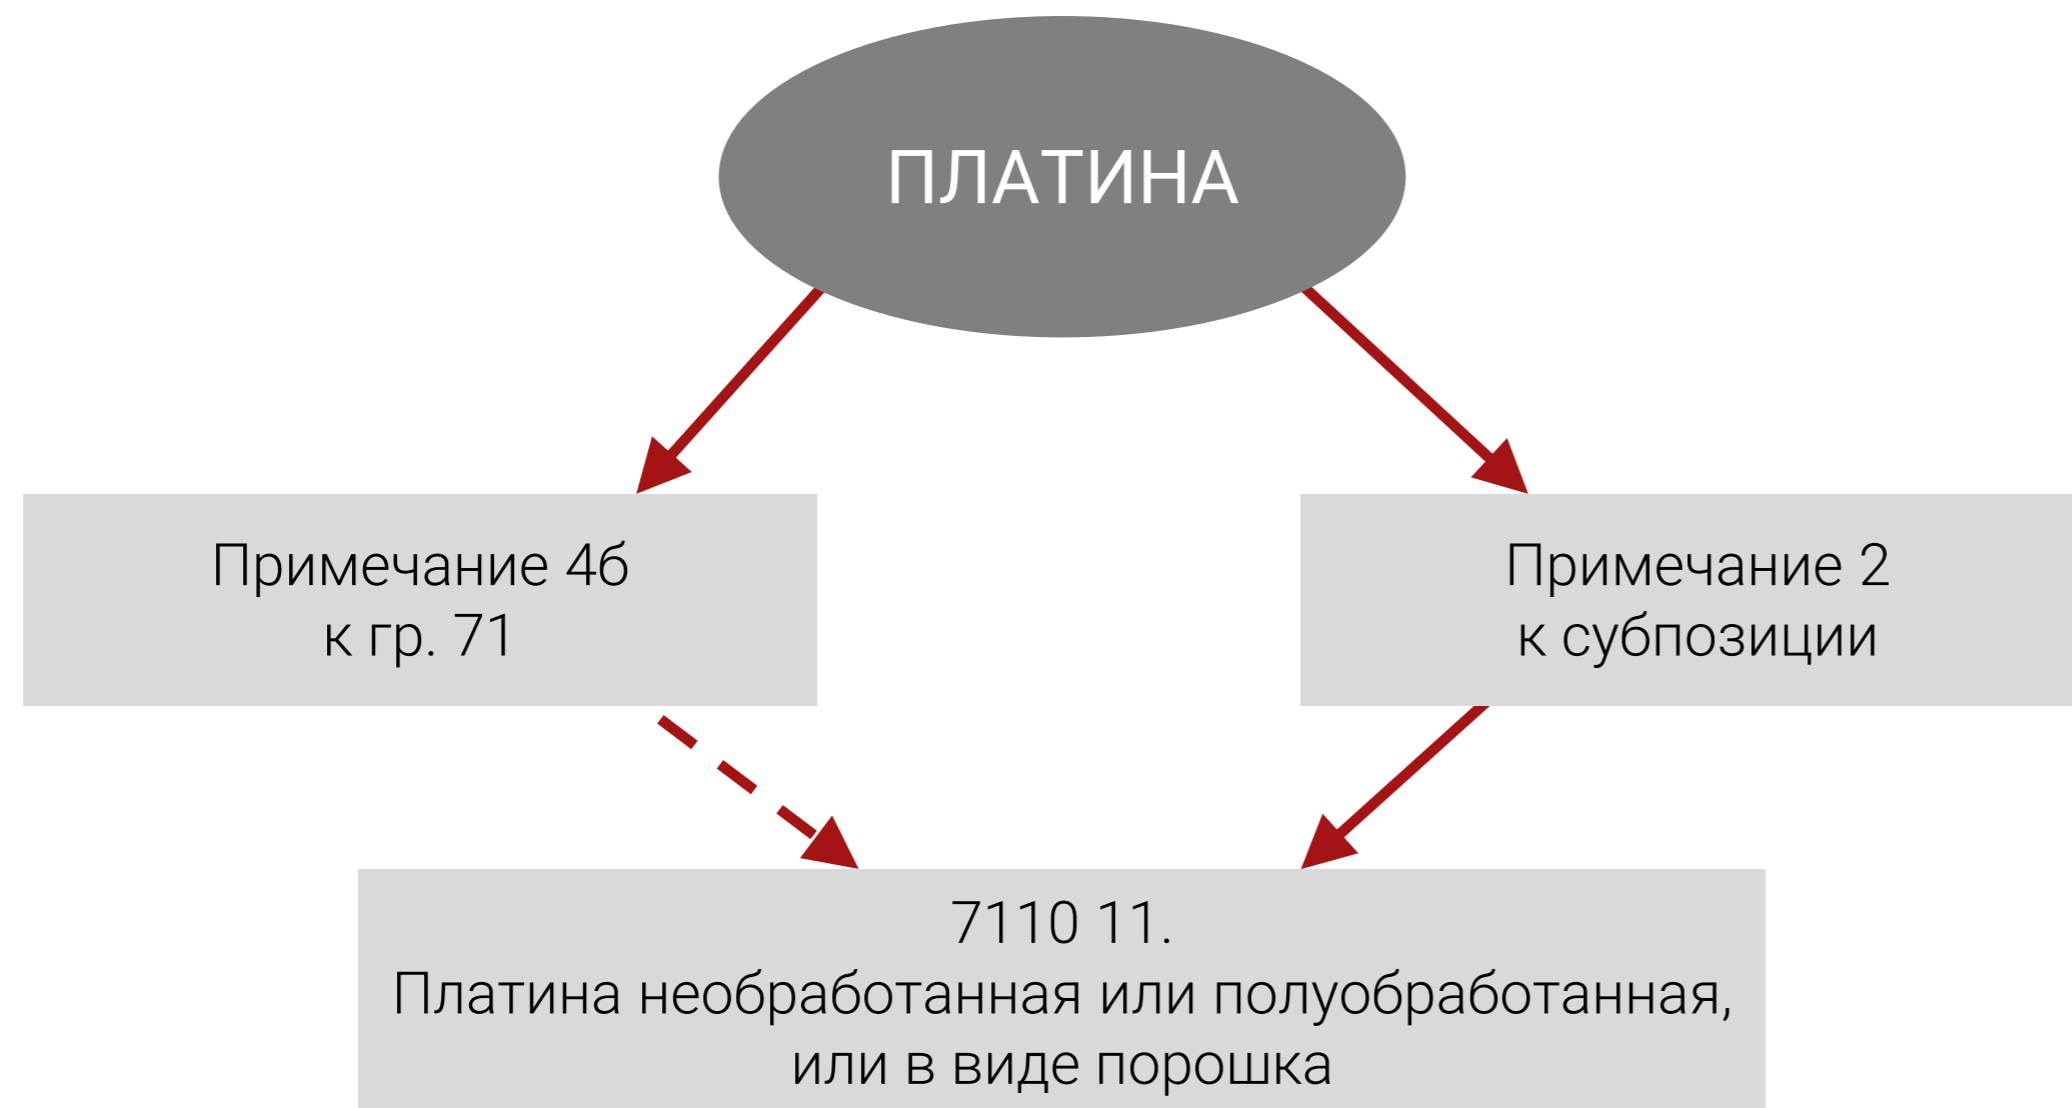 ПЛАТИНА
Примечание 4б
к гр. 71
Примечание 2
к субпозиции
7110 11.
Платина необработанная или полуобработанная,
или в виде порошка